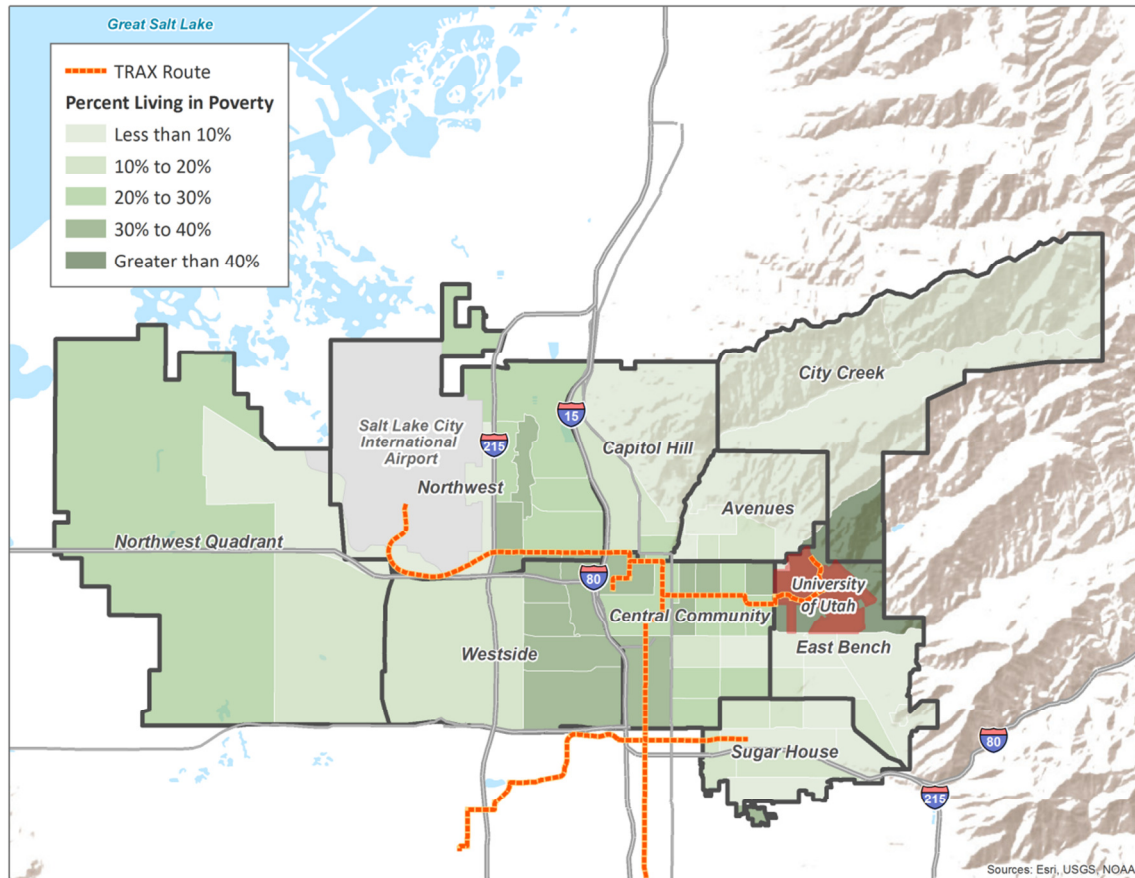 Great Salt Lake
TRAX Route
Percent Living in Poverty
Less than 10%
10% to 20%
20% to 30%
30% to 40%
Greater than 40%
City Creek
15
Salt Lake City
International
Airport
215
Capitol Hill
Northwest
Avenues
Northwest Quadrant
80
University
of Utah
Central Community
East Bench
Westside
80
Sugar House
215
Sources: Esri, USGS, NOAA